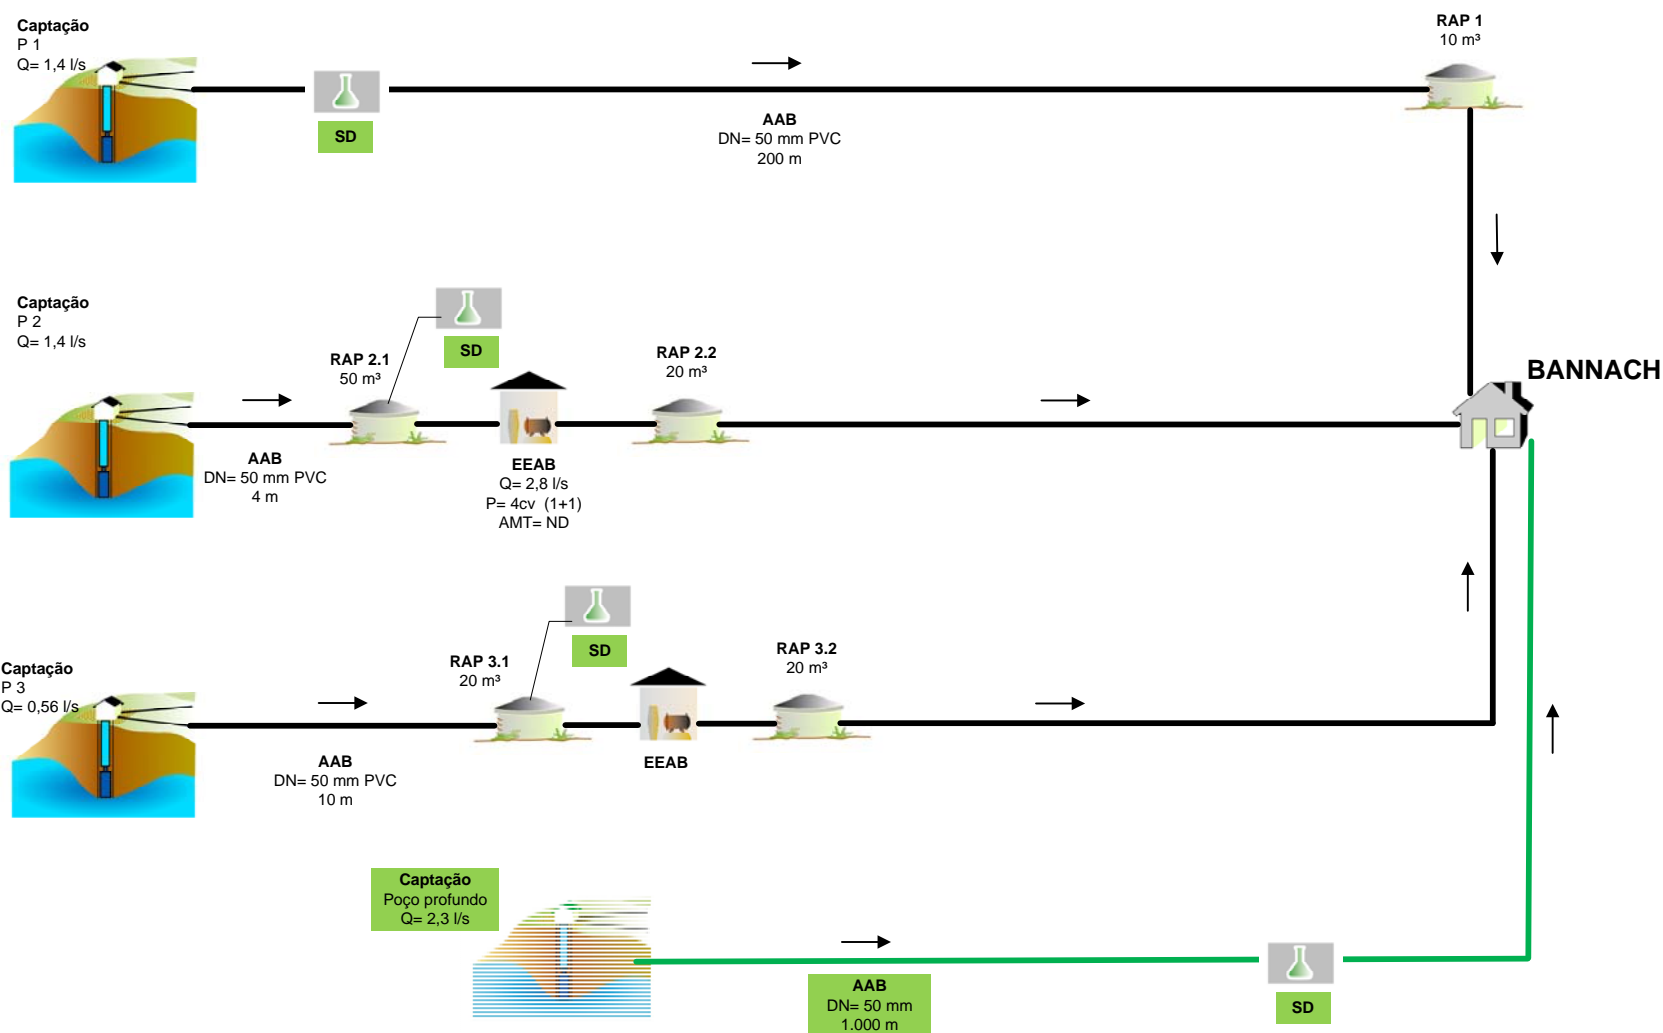 Captação
P 1
Q= 1,4 l/s
SD
AAB
DN= 50 mm PVC
200 m
RAP 1
10 m³
Captação
P 2
Q= 1,4 l/s
AAB
DN= 50 mm PVC
4 m
RAP 2.1
50 m³
SD
EEAB
Q= 2,8 l/s
P= 4cv (1+1)
AMT= ND
RAP 2.2
20 m³
BANNACH
Captação
P 3
Q= 0,56 l/s
AAB
DN= 50 mm PVC
10 m
RAP 3.1
20 m³
SD
EEAB
RAP 3.2
20 m³
Captação
Poço profundo
Q= 2,3 l/s
AAB
DN= 50 mm
1.000 m
SD